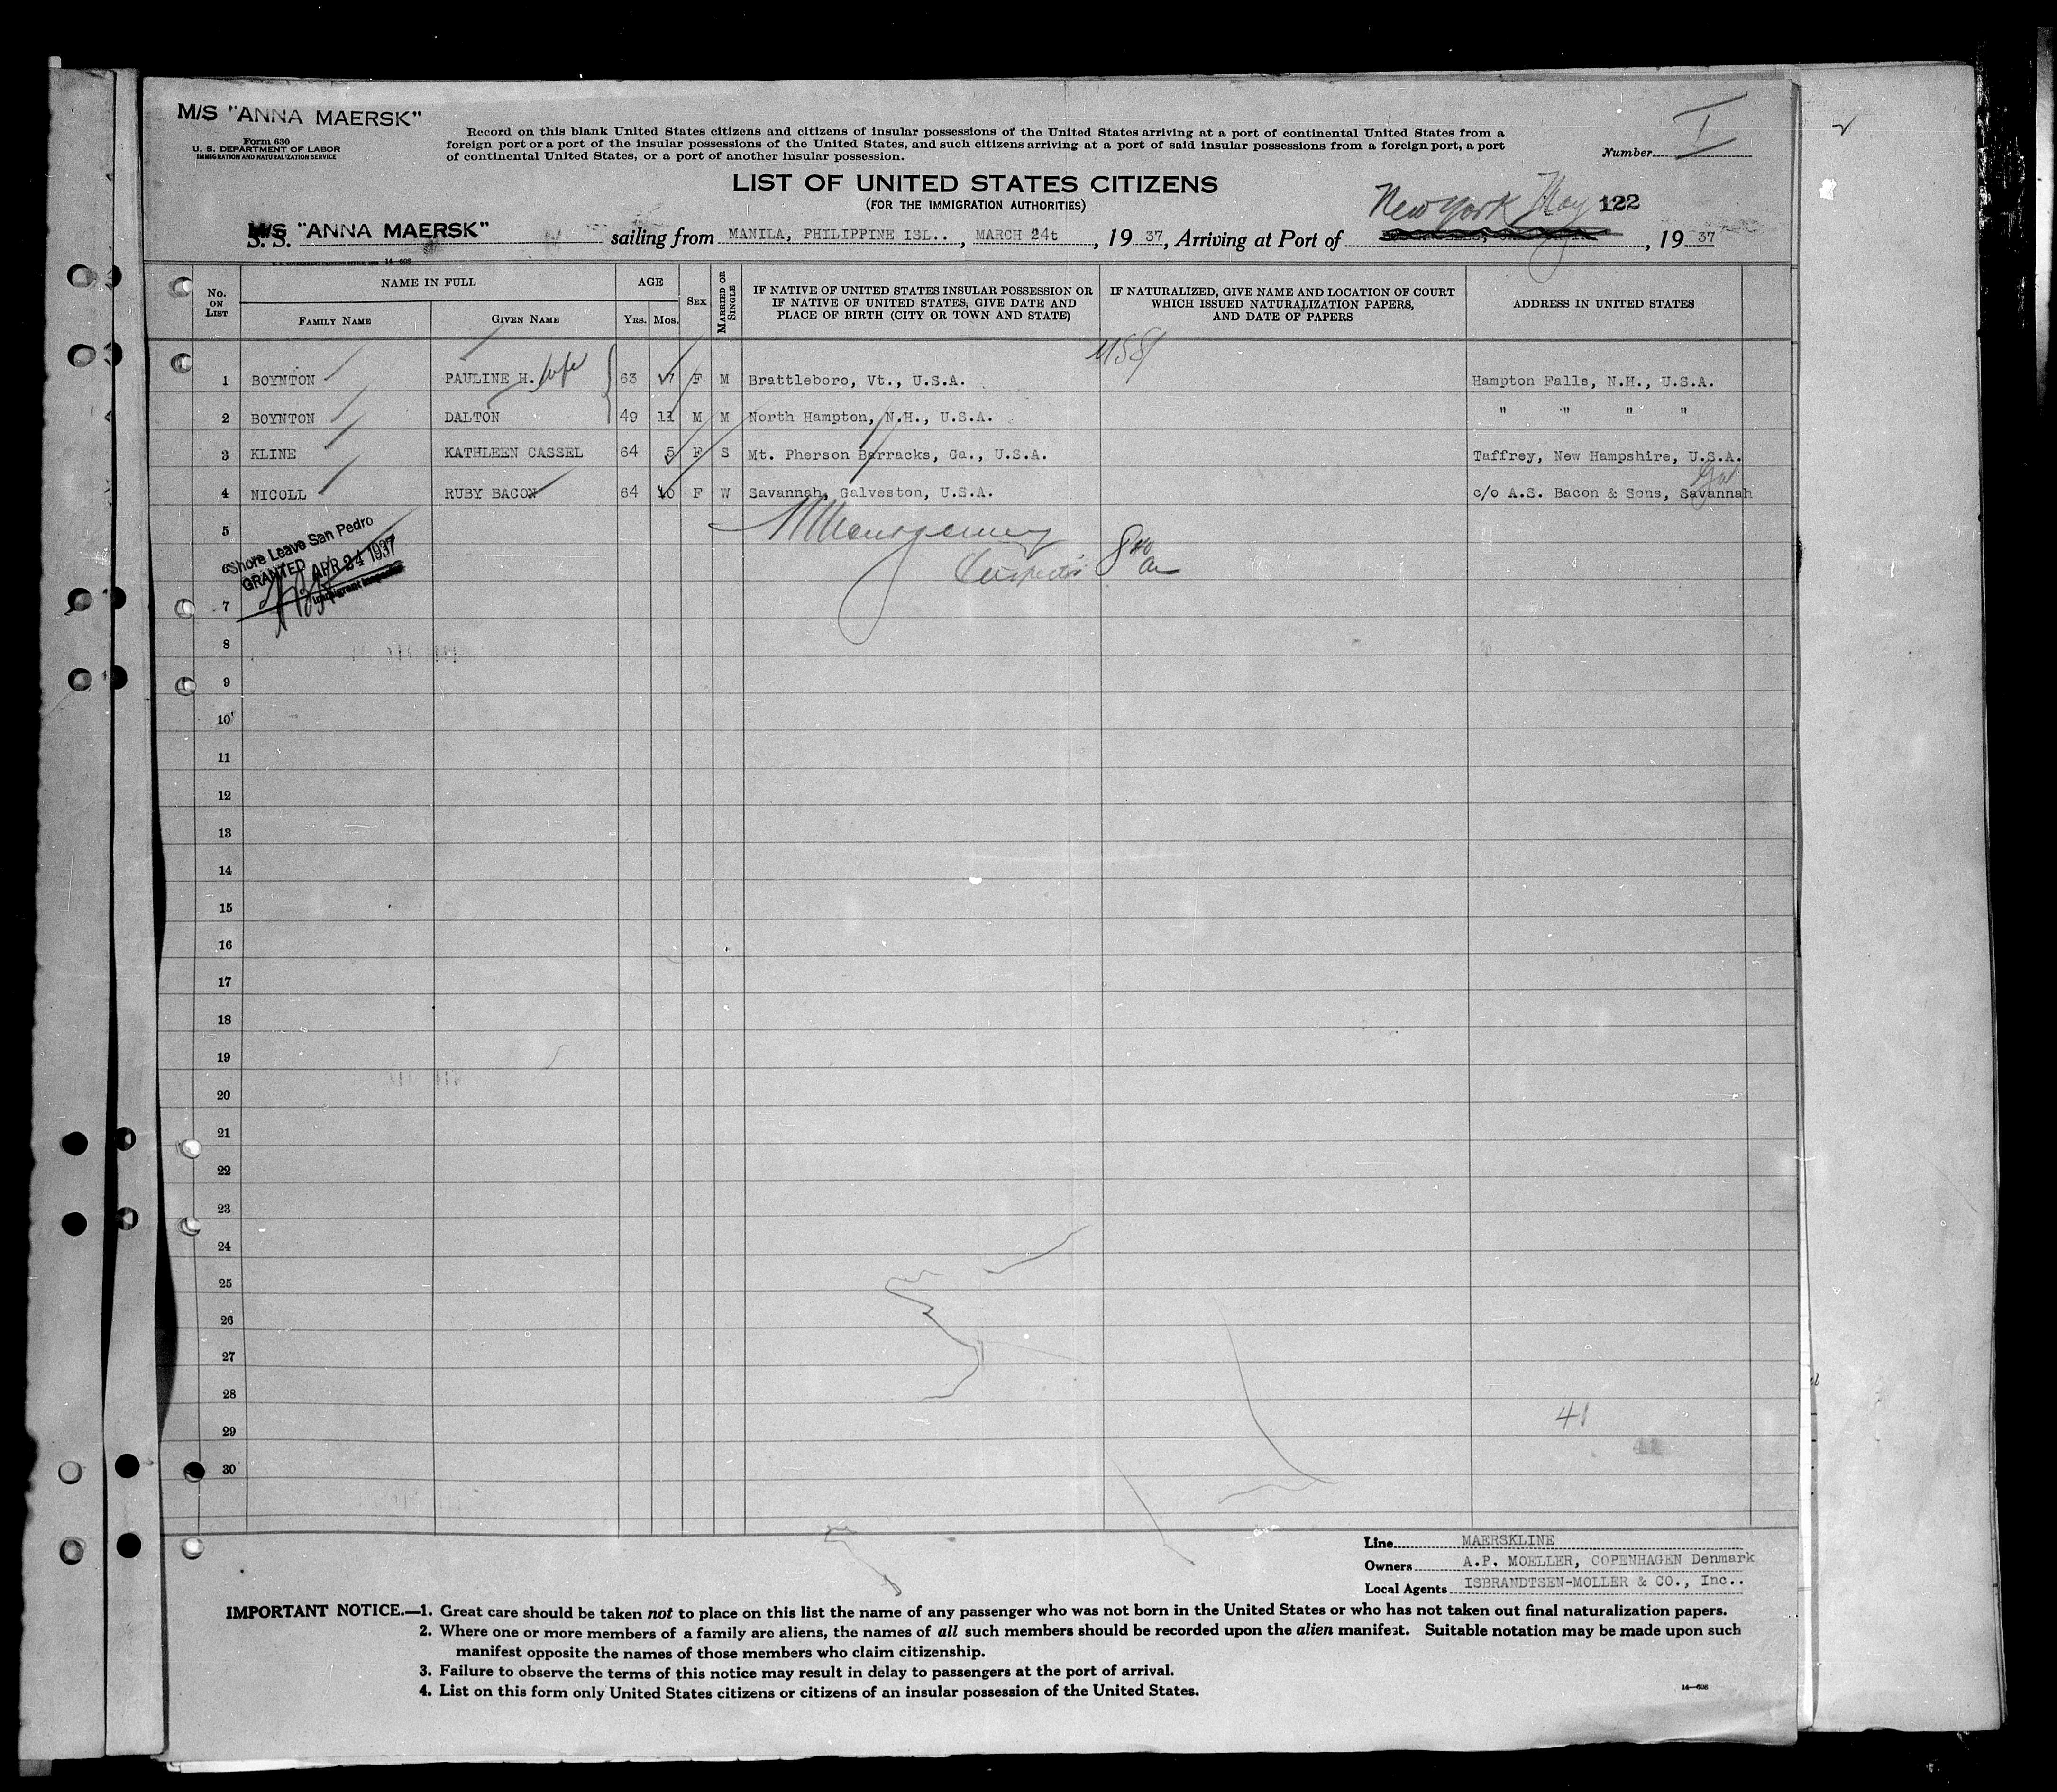 M/S "ANNA MAERSK"
Form 630
U. S. DEPARTMENT OF LABOR
IMMIGRATION AND NATURALIZATION SERVICE
Record on this blank United States citizens and citizens of insular possessions of the United States arriving at a port of continental United States from a
foreign port or a port of the insular possessions of the United States, and such citizens arriving at a port of said insular possessions from a foreign port, a port
of continental United States, or a port of another insular possession.
Number I
LIST OF UNITED STATES CITIZENS
(FOR THE IMMIGRATION AUTHORITIES)
New York May 122
S. S. M/S "ANNA MAERSK" sailing from MANILA, PHILIPPINE ISL.., MARCH 24t, 19 37, Arriving at Port of , 19 37
No. ON LIST
NAME IN FULL
FAMILY NAME
GIVEN NAME
AGE
YRS. MOS.
SEX
MARRIED OR SINGLE
IF NATIVE OF UNITED STATES INSULAR POSSESSION OR
IF NATIVE OF UNITED STATES, GIVE DATE AND
PLACE OF BIRTH (CITY OR TOWN AND STATE)
IF NATURALIZED, GIVE NAME AND LOCATION OF COURT
WHICH ISSUED NATURALIZATION PAPERS,
AND DATE OF PAPERS
ADDRESS IN UNITED STATES
1 BOYNTON PAULINE H. wife 63 7 F M Brattleboro, Vt., U.S.A. Hampton Falls, N.H., U.S.A.
2 BOYNTON DALTON 49 11 M M North Hampton, N.H., U.S.A. " " " "
3 KLINE KATHLEEN CASSEL 64 5 F S Mt. Pherson Barracks, Ga., U.S.A. Taffrey, New Hampshire, U.S.A.
Ga
4 NICOLL RUBY BACON 64 10 F W Savannah, Galveston, U.S.A. c/o A.S. Bacon & Sons, Savannah
5
6 Shore Leave San Pedro
GRANTED APR 24 1937
Immigrant Inspector
7
8
9
10
11
12
13
14
15
16
17
18
19
20
21
22
23
24
25
26
27
28
41
29
30
Line MAERSKLINE
Owners A.P. MOELLER, COPENHAGEN Denmark
Local Agents ISBRANDTSEN-MOLLER & CO., Inc..
IMPORTANT NOTICE.—1. Great care should be taken not to place on this list the name of any passenger who was not born in the United States or who has not taken out final naturalization papers.
2. Where one or more members of a family are aliens, the names of all such members should be recorded upon the alien manifest. Suitable notation may be made upon such
manifest opposite the names of those members who claim citizenship.
3. Failure to observe the terms of this notice may result in delay to passengers at the port of arrival.
4. List on this form only United States citizens or citizens of an insular possession of the United States.
14—608